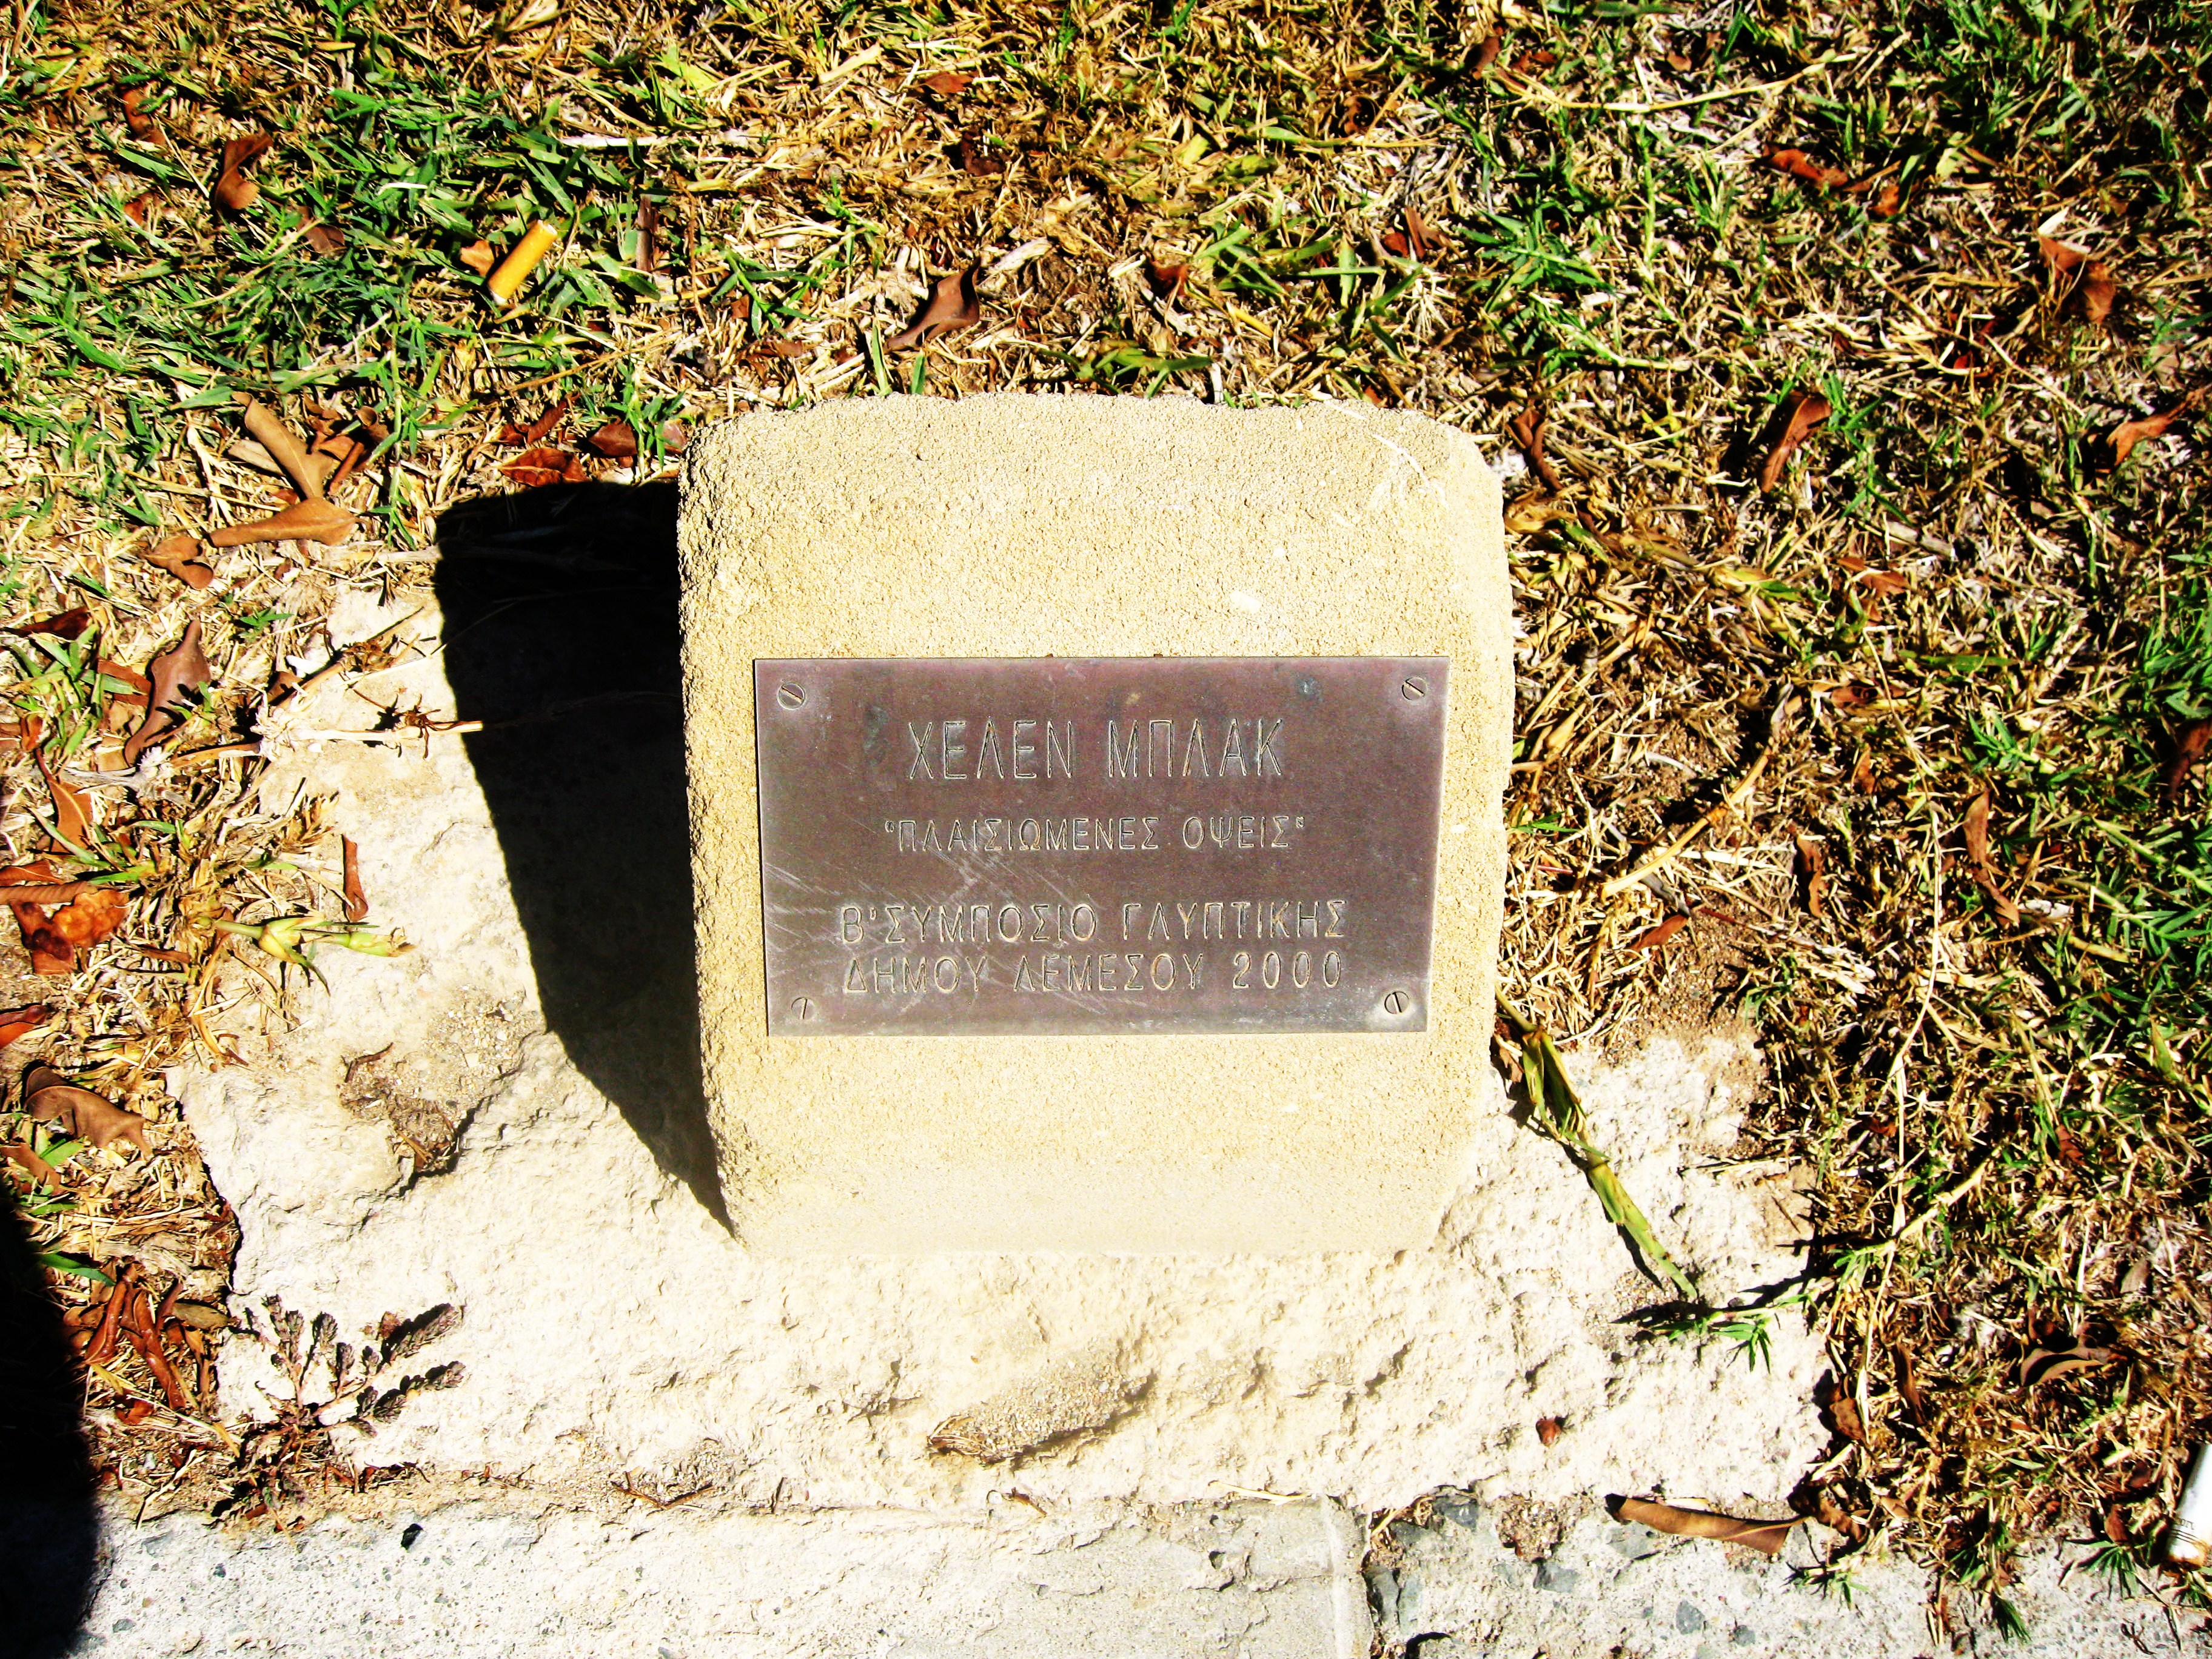 ΧΕΛΕΝ ΜΠΛΑΚ
"ΠΛΑΙΣΙΩΜΕΝΕΣ ΟΨΕΙΣ"
Β' ΣΥΜΠΟΣΙΟ ΓΛΥΠΤΙΚΗΣ
ΔΗΜΟΥ ΛΕΜΕΣΟΥ 2000